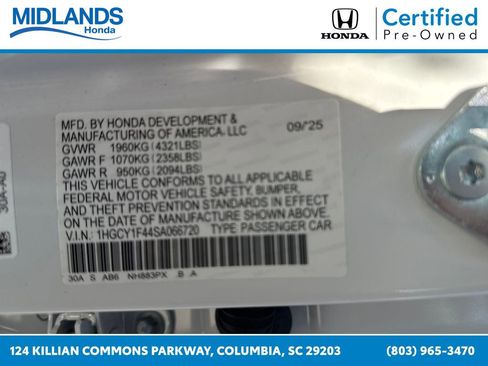 MIDLANDS
Honda
HONDA
Certified
Pre-Owned
MFD. BY HONDA DEVELOPMENT &
MANUFACTURING OF AMERICA, LLC
09/25
GVWR 1960KG (4321LBS)
GAWR F 1070KG (2358LBS)
GAWR R 950KG (2094LBS)
THIS VEHICLE CONFORMS TO ALL APPLICABLE
FEDERAL MOTOR VEHICLE SAFETY, BUMPER,
AND THEFT PREVENTION STANDARDS IN EFFECT
ON THE DATE OF MANUFACTURE SHOWN ABOVE.
V.I.N.: 1HGCY1F44SA066720 TYPE PASSENGER CAR
30A S AB6 NH883PX .B .A
30A-A0
124 KILLIAN COMMONS PARKWAY, COLUMBIA, SC 29203
(803) 965-3470